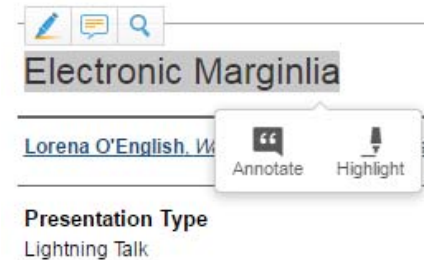 Electronic Marginlia
Lorena O'English,
Annotate Highlight
Presentation Type
Lightning Talk